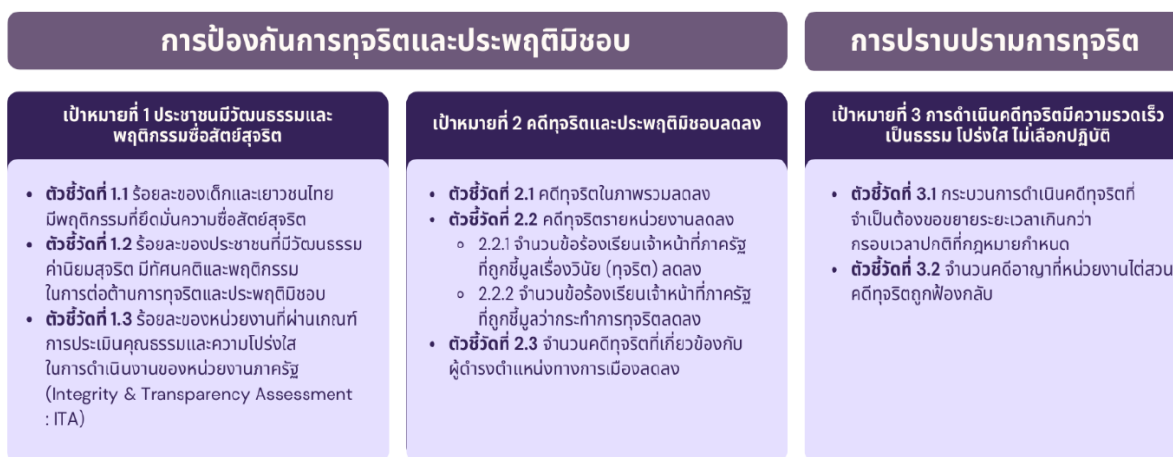 การป้องกันการทุจริตและประพฤติมิชอบ
การปราบปรามการทุจริต
เป้าหมายที่ 1 ประชาชนมีวัฒนธรรมและ
พฤติกรรมซื่อสัตย์สุจริต
• ตัวชี้วัดที่ 1.1 ร้อยละของเด็กและเยาวชนไทย
มีพฤติกรรมที่ยึดมั่นความซื่อสัตย์สุจริต
• ตัวชี้วัดที่ 1.2 ร้อยละของประชาชนที่มีวัฒนธรรม
ค่านิยมสุจริต มีทัศนคติและพฤติกรรม
ในการต่อต้านการทุจริตและประพฤติมิชอบ
• ตัวชี้วัดที่ 1.3 ร้อยละของหน่วยงานที่ผ่านเกณฑ์
การประเมินคุณธรรมและความโปร่งใส
ในการดำเนินงานของหน่วยงานภาครัฐ
(Integrity & Transparency Assessment
: ITA)
เป้าหมายที่ 2 คดีทุจริตและประพฤติมิชอบลดลง
• ตัวชี้วัดที่ 2.1 คดีทุจริตในภาพรวมลดลง
• ตัวชี้วัดที่ 2.2 คดีทุจริตรายหน่วยงานลดลง
◦ 2.2.1 จำนวนข้อร้องเรียนเจ้าหน้าที่ภาครัฐ
ที่ถูกชี้มูลเรื่องวินัย (ทุจริต) ลดลง
◦ 2.2.2 จำนวนข้อร้องเรียนเจ้าหน้าที่ภาครัฐ
ที่ถูกชี้มูลว่ากระทำการทุจริตลดลง
• ตัวชี้วัดที่ 2.3 จำนวนคดีทุจริตที่เกี่ยวข้องกับ
ผู้ดำรงตำแหน่งทางการเมืองลดลง
เป้าหมายที่ 3 การดำเนินคดีทุจริตมีความรวดเร็ว
เป็นธรรม โปร่งใส ไม่เลือกปฏิบัติ
• ตัวชี้วัดที่ 3.1 กระบวนการดำเนินคดีทุจริตที่
จำเป็นต้องขอขยายระยะเวลาเกินกว่า
กรอบเวลาปกติที่กฎหมายกำหนด
• ตัวชี้วัดที่ 3.2 จำนวนคดีอาญาที่หน่วยงานไต่สวน
คดีทุจริตถูกฟ้องกลับ